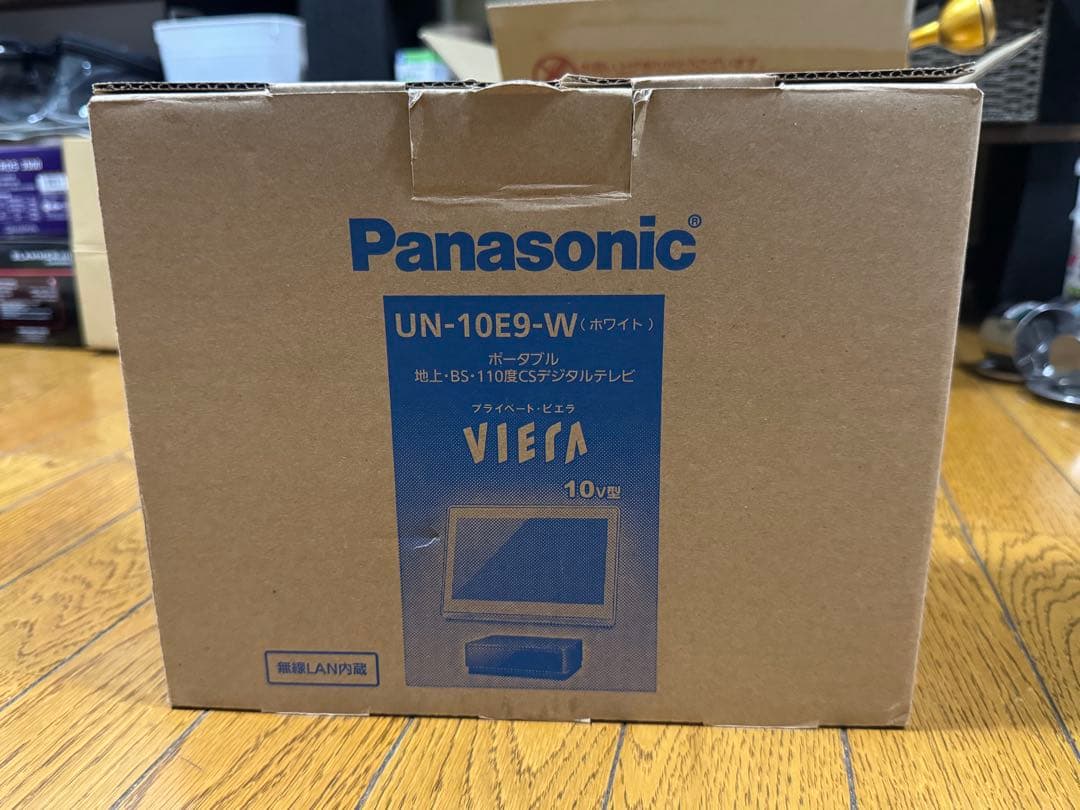 Panasonic®
UN-10E9-W(ホワイト)
ポータブル
地上・BS・110度CSデジタルテレビ
プライベート・ビエラ
VIERA
10V型
無線LAN内蔵